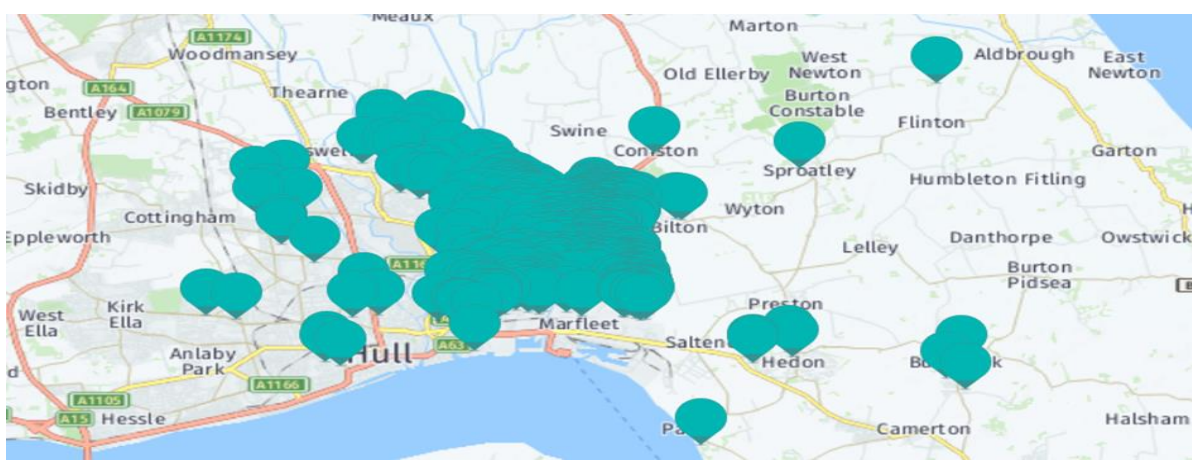 Meaux
Marton
A1174
Woodmansey
West
Newton
Aldbrough
East
Newton
Old Ellerby
A164
gton
Thearne
Burton
Constable
Bentley
A1079
Flinton
Swine
Coniston
Garton
Sproatley
Skidby
Humbleton
Fitling
Cottingham
Wyton
Bilton
Eppleworth
Lelley
Danthorpe
Owstwick
Burton
Pidsea
Kirk
Ella
West
Ella
Preston
Marfleet
Anlaby
Park
Hull
A63
Hedon
A1166
A1105
A15
Hessle
Halsham
Camerton